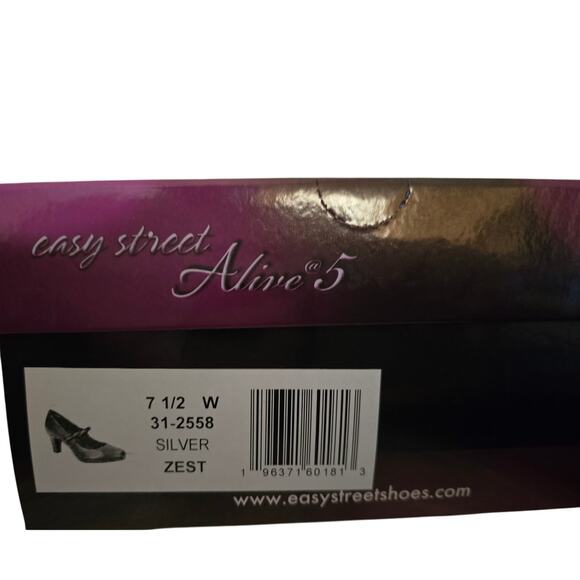 easy street
Alive@5
7 1/2 W
31-2558
SILVER
ZEST
1 96371 60181 3
www.easystreetshoes.com